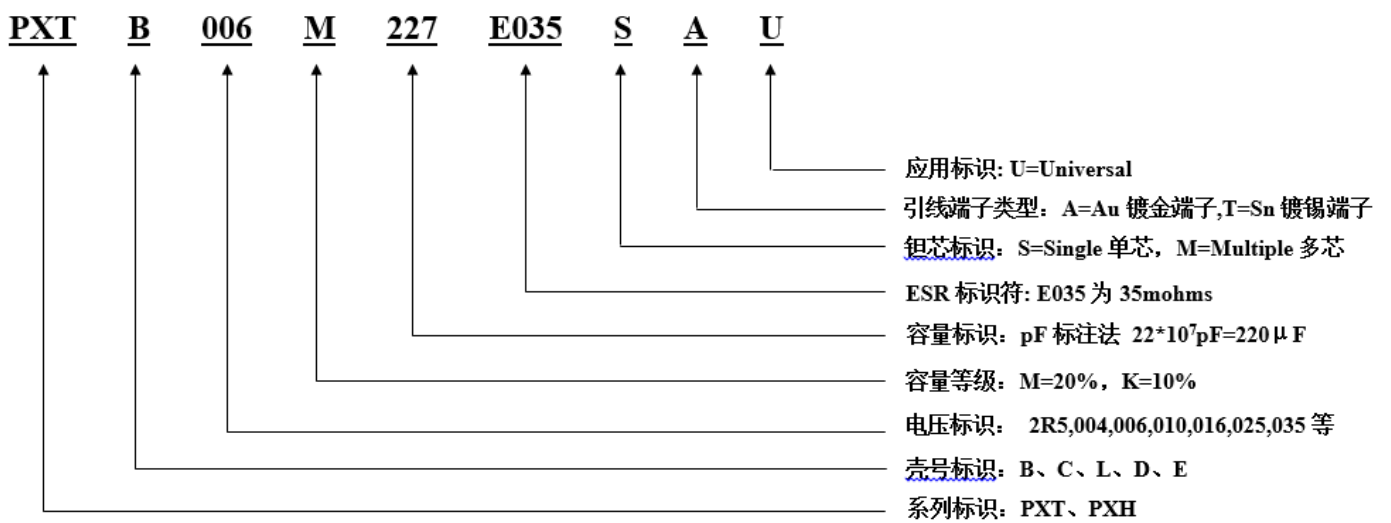 PXT B 006 M 227 E035 S A U
应用标识: U=Universal
引线端子类型：A=Au 镀金端子,T=Sn 镀锡端子
钽芯标识：S=Single 单芯，M=Multiple 多芯
ESR 标识符: E035 为 35mohms
容量标识：pF 标注法 22*10⁷pF=220μF
容量等级：M=20%，K=10%
电压标识： 2R5,004,006,010,016,025,035 等
壳号标识：B、C、L、D、E
系列标识：PXT、PXH